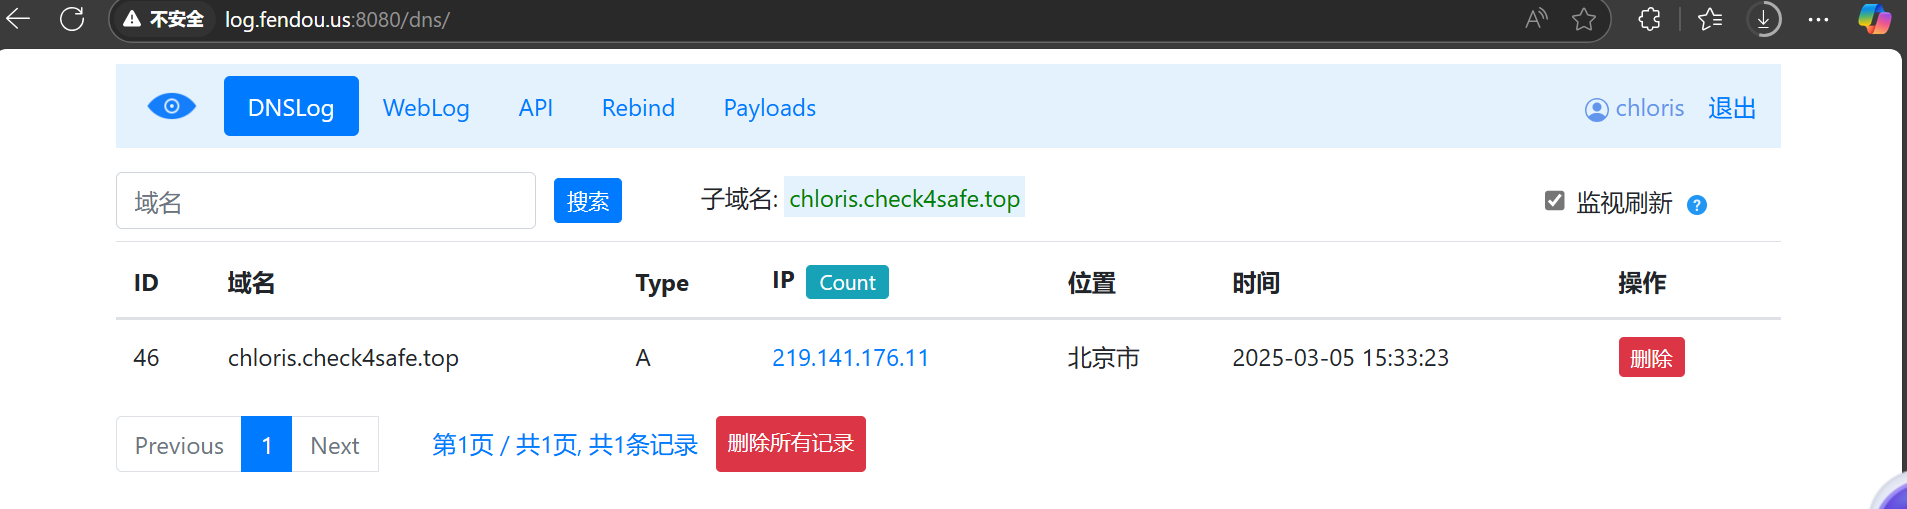 不安全 log.fendou.us:8080/dns/
DNSLog WebLog API Rebind Payloads chloris 退出
域名 搜索 子域名: chloris.check4safe.top 监视刷新 ?
ID 域名 Type IP Count 位置 时间 操作
46 chloris.check4safe.top A 219.141.176.11 北京市 2025-03-05 15:33:23 删除
Previous 1 Next 第1页 / 共1页, 共1条记录 删除所有记录